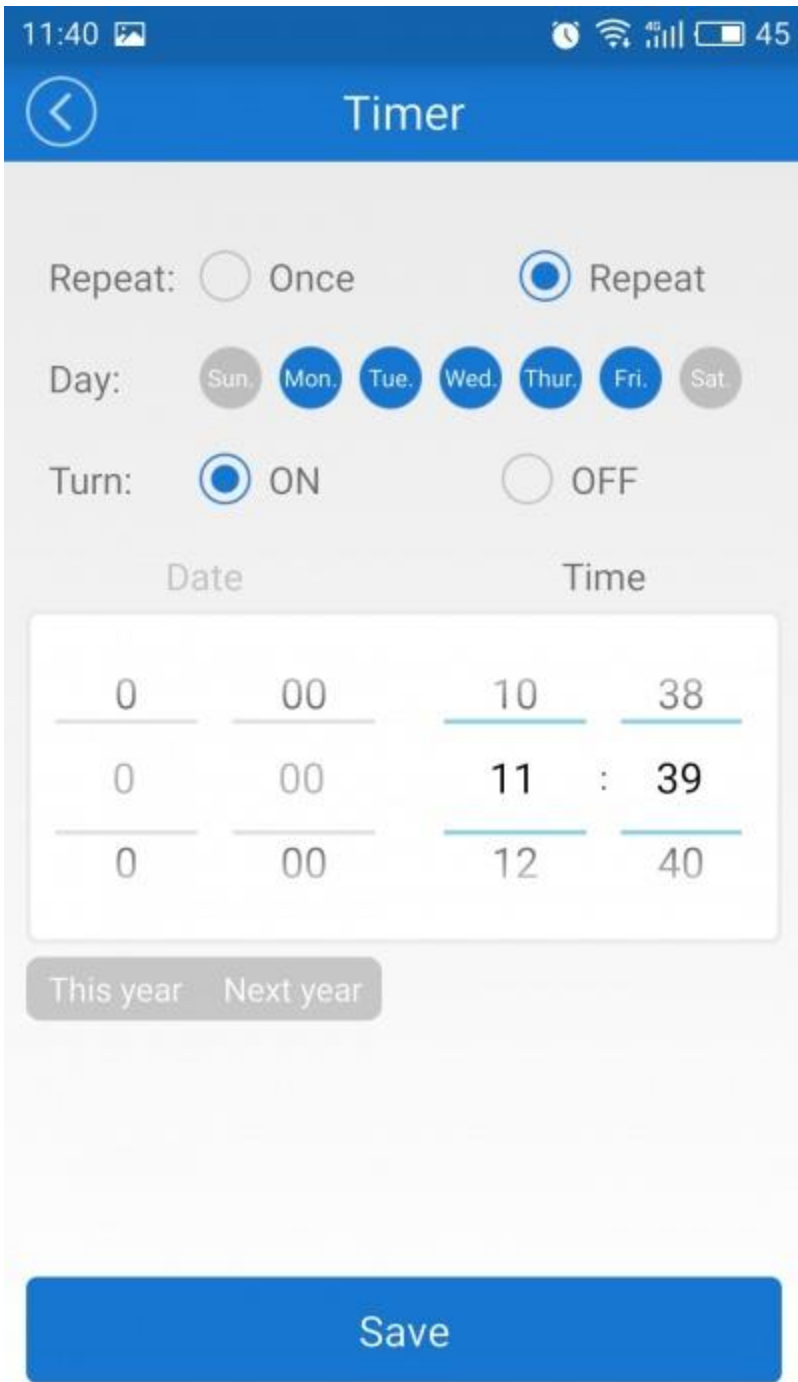 11:40 4G 45
Timer
Repeat: Once Repeat
Day: Sun. Mon. Tue. Wed. Thur. Fri. Sat.
Turn: ON OFF
Date Time
0 00 10 38
0 00 11 : 39
0 00 12 40
This year Next year
Save